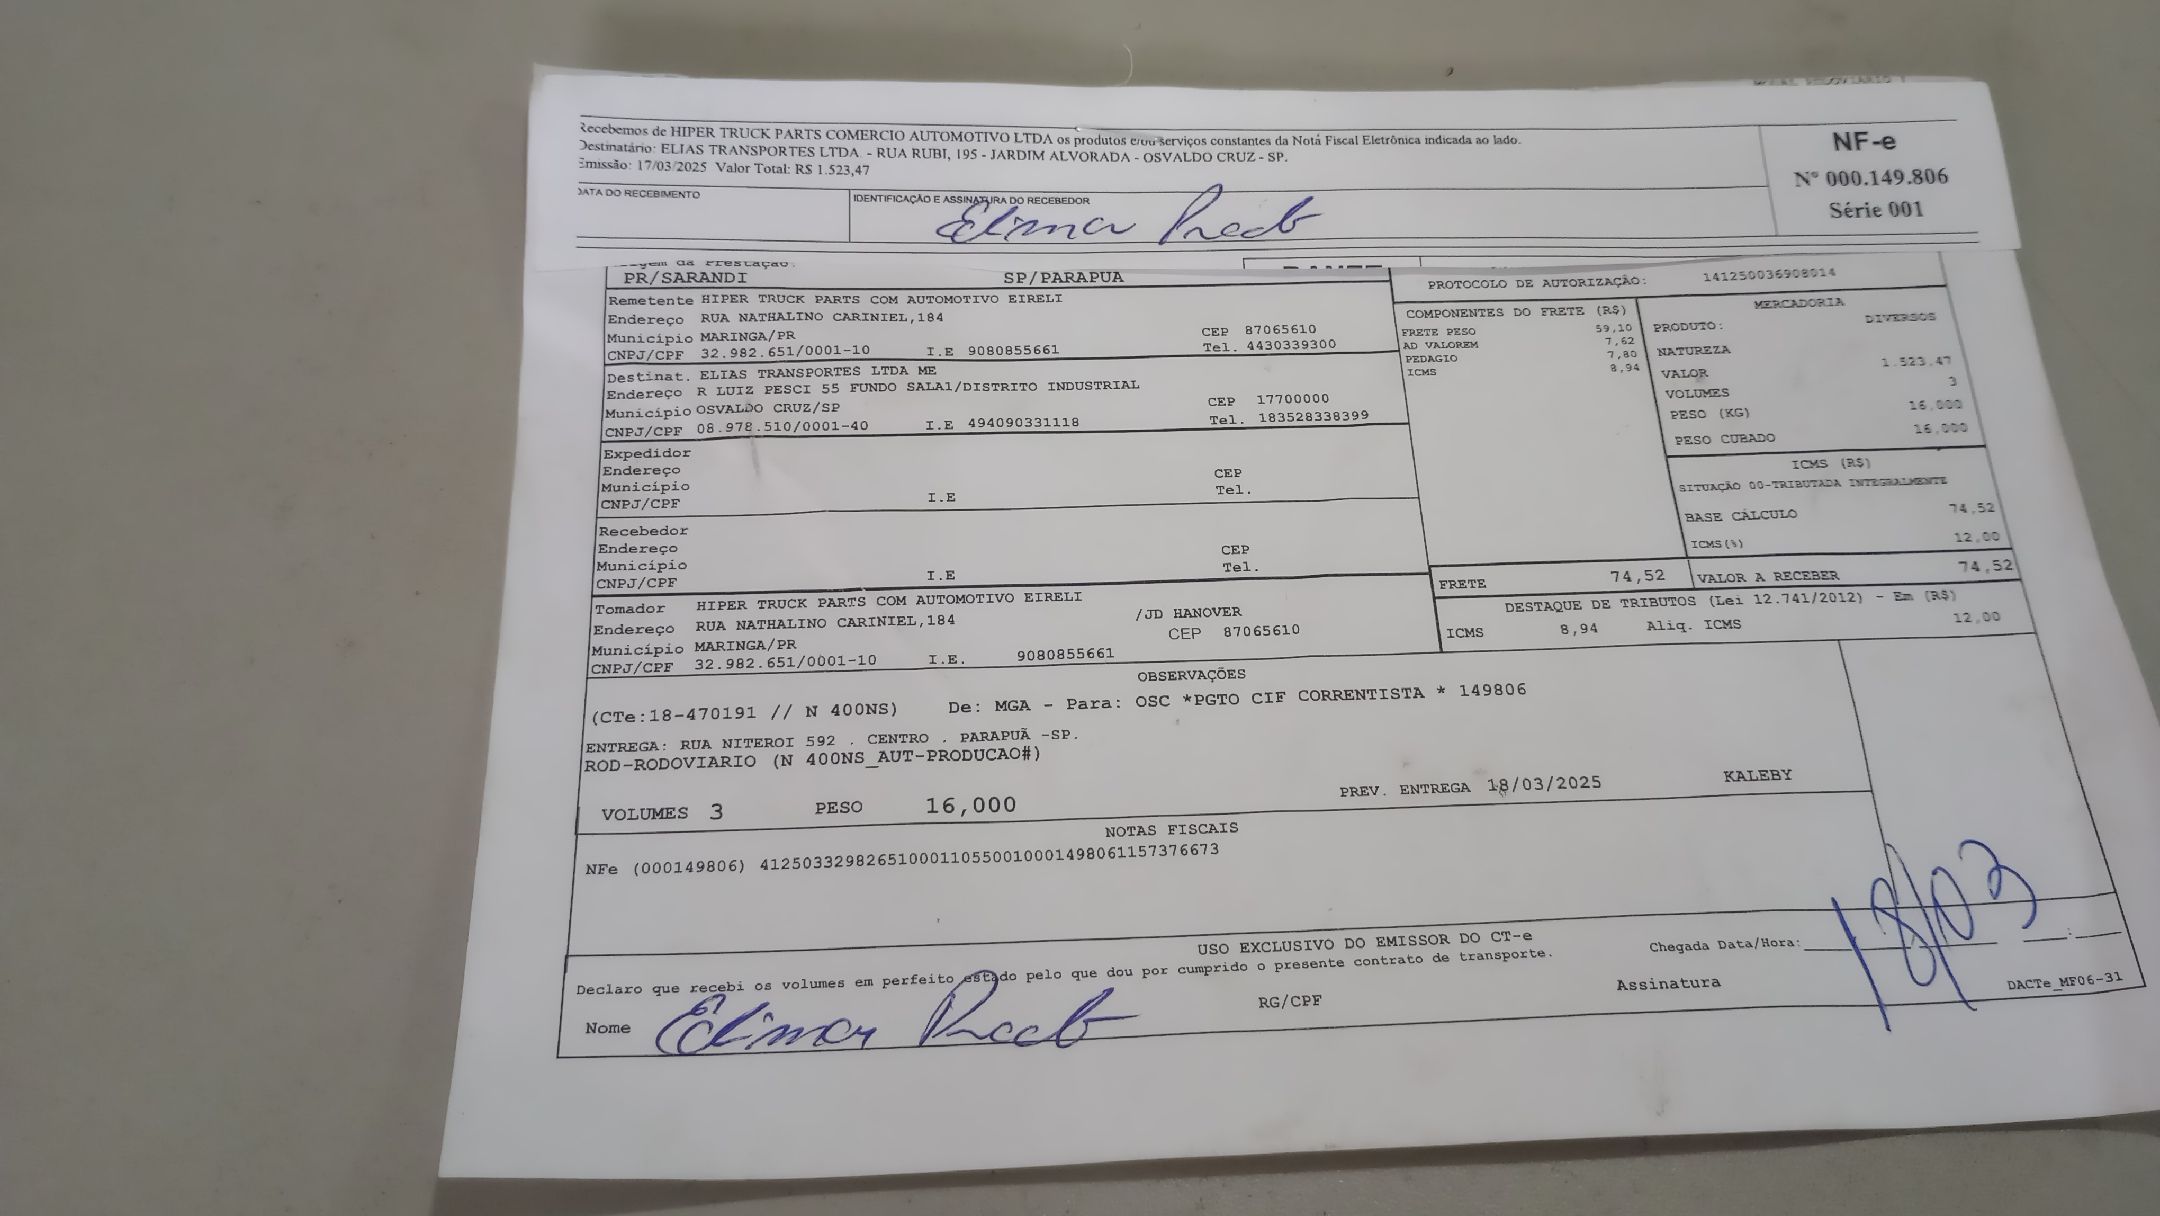 Recebemos de HIPER TRUCK PARTS COMERCIO AUTOMOTIVO LTDA os produtos e/ou serviços constantes da Nota Fiscal Eletrônica indicada ao lado.
Destinatário: ELIAS TRANSPORTES LTDA - RUA RUBI, 195 - JARDIM ALVORADA - OSVALDO CRUZ - SP.
Emissão: 17/03/2025 Valor Total: R$ 1.523,47
NF-e
Nº 000.149.806
Série 001
DATA DO RECEBIMENTO
IDENTIFICAÇÃO E ASSINATURA DO RECEBEDOR
Elimar
da Prestação:
PR/SARANDI SP/PARAPUA
PROTOCOLO DE AUTORIZAÇÃO: 141250036908014
Remetente HIPER TRUCK PARTS COM AUTOMOTIVO EIRELI
Endereço RUA NATHALINO CARINIEL,184
Município MARINGA/PR CEP 87065610
CNPJ/CPF 32.982.651/0001-10 I.E 9080855661 Tel. 4430339300
Destinat. ELIAS TRANSPORTES LTDA ME
Endereço R LUIZ PESCI 55 FUNDO SALA1/DISTRITO INDUSTRIAL
Município OSVALDO CRUZ/SP CEP 17700000
CNPJ/CPF 08.978.510/0001-40 I.E 494090331118 Tel. 183528338399
Expedidor
Endereço
Município CEP
CNPJ/CPF I.E Tel.
Recebedor
Endereço
Município CEP
CNPJ/CPF I.E Tel.
Tomador HIPER TRUCK PARTS COM AUTOMOTIVO EIRELI
Endereço RUA NATHALINO CARINIEL,184 /JD HANOVER
Município MARINGA/PR CEP 87065610
CNPJ/CPF 32.982.651/0001-10 I.E. 9080855661
COMPONENTES DO FRETE (R$)
FRETE PESO 59,10
AD VALOREM 7,62
PEDAGIO 7,80
ICMS 8,94
MERCADORIA
PRODUTO: DIVERSOS
NATUREZA
VALOR 1.523,47
VOLUMES 3
PESO (KG) 16,000
PESO CUBADO 16,000
ICMS (R$)
SITUAÇÃO 00-TRIBUTADA INTEGRALMENTE
BASE CÁLCULO 74,52
ICMS(%) 12,00
FRETE 74,52 VALOR A RECEBER 74,52
DESTAQUE DE TRIBUTOS (Lei 12.741/2012) - Em (R$)
ICMS 8,94 Aliq. ICMS 12,00
OBSERVAÇÕES
(CTe:18-470191 // N 400NS) De: MGA - Para: OSC *PGTO CIF CORRENTISTA * 149806
ENTREGA: RUA NITEROI 592 . CENTRO . PARAPUÃ -SP.
ROD-RODOVIARIO (N 400NS_AUT-PRODUCAO#)
VOLUMES 3 PESO 16,000 PREV. ENTREGA 18/03/2025 KALEBY
NOTAS FISCAIS
NFe (000149806) 41250332982651000110550010001498061157376673
USO EXCLUSIVO DO EMISSOR DO CT-e
Declaro que recebi os volumes em perfeito estado pelo que dou por cumprido o presente contrato de transporte.
Chegada Data/Hora: 18/03
Nome Elimar RG/CPF Assinatura
DACTe_MF06-31